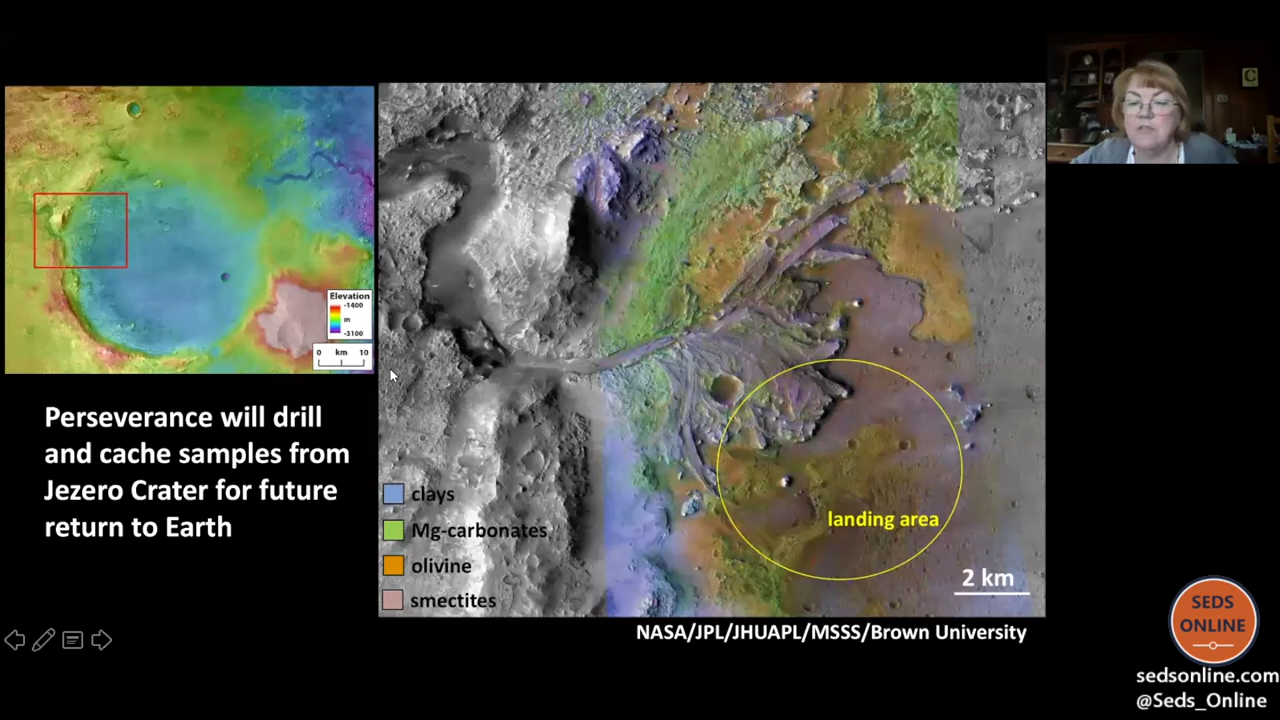 Elevation
-1400
m
-3100
0 km 10
Perseverance will drill
and cache samples from
Jezero Crater for future
return to Earth
clays
Mg-carbonates
olivine
smectites
landing area
2 km
NASA/JPL/JHUAPL/MSSS/Brown University
C
SEDS
ONLINE
sedsonline.com
@Seds_Online